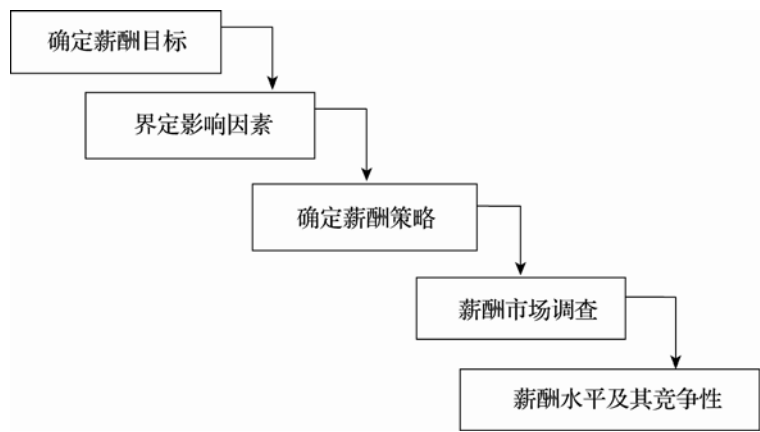 确定薪酬目标
界定影响因素
确定薪酬策略
薪酬市场调查
薪酬水平及其竞争性